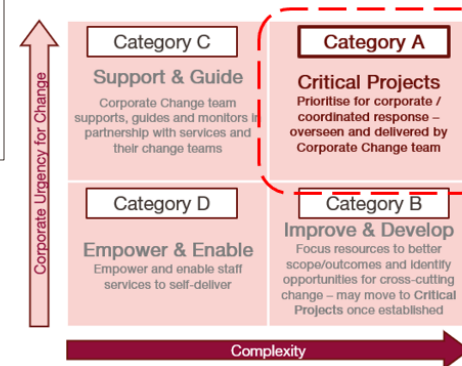 Corporate Urgency for Change
Category C
Support & Guide
Corporate Change team
supports, guides and monitors in
partnership with services and
their change teams
Category A
Critical Projects
Prioritise for corporate /
coordinated response –
overseen and delivered by
Corporate Change team
Category D
Empower & Enable
Empower and enable staff
services to self-deliver
Category B
Improve & Develop
Focus resources to better
scope/outcomes and identify
opportunities for cross-cutting
change – may move to Critical
Projects once established
Complexity